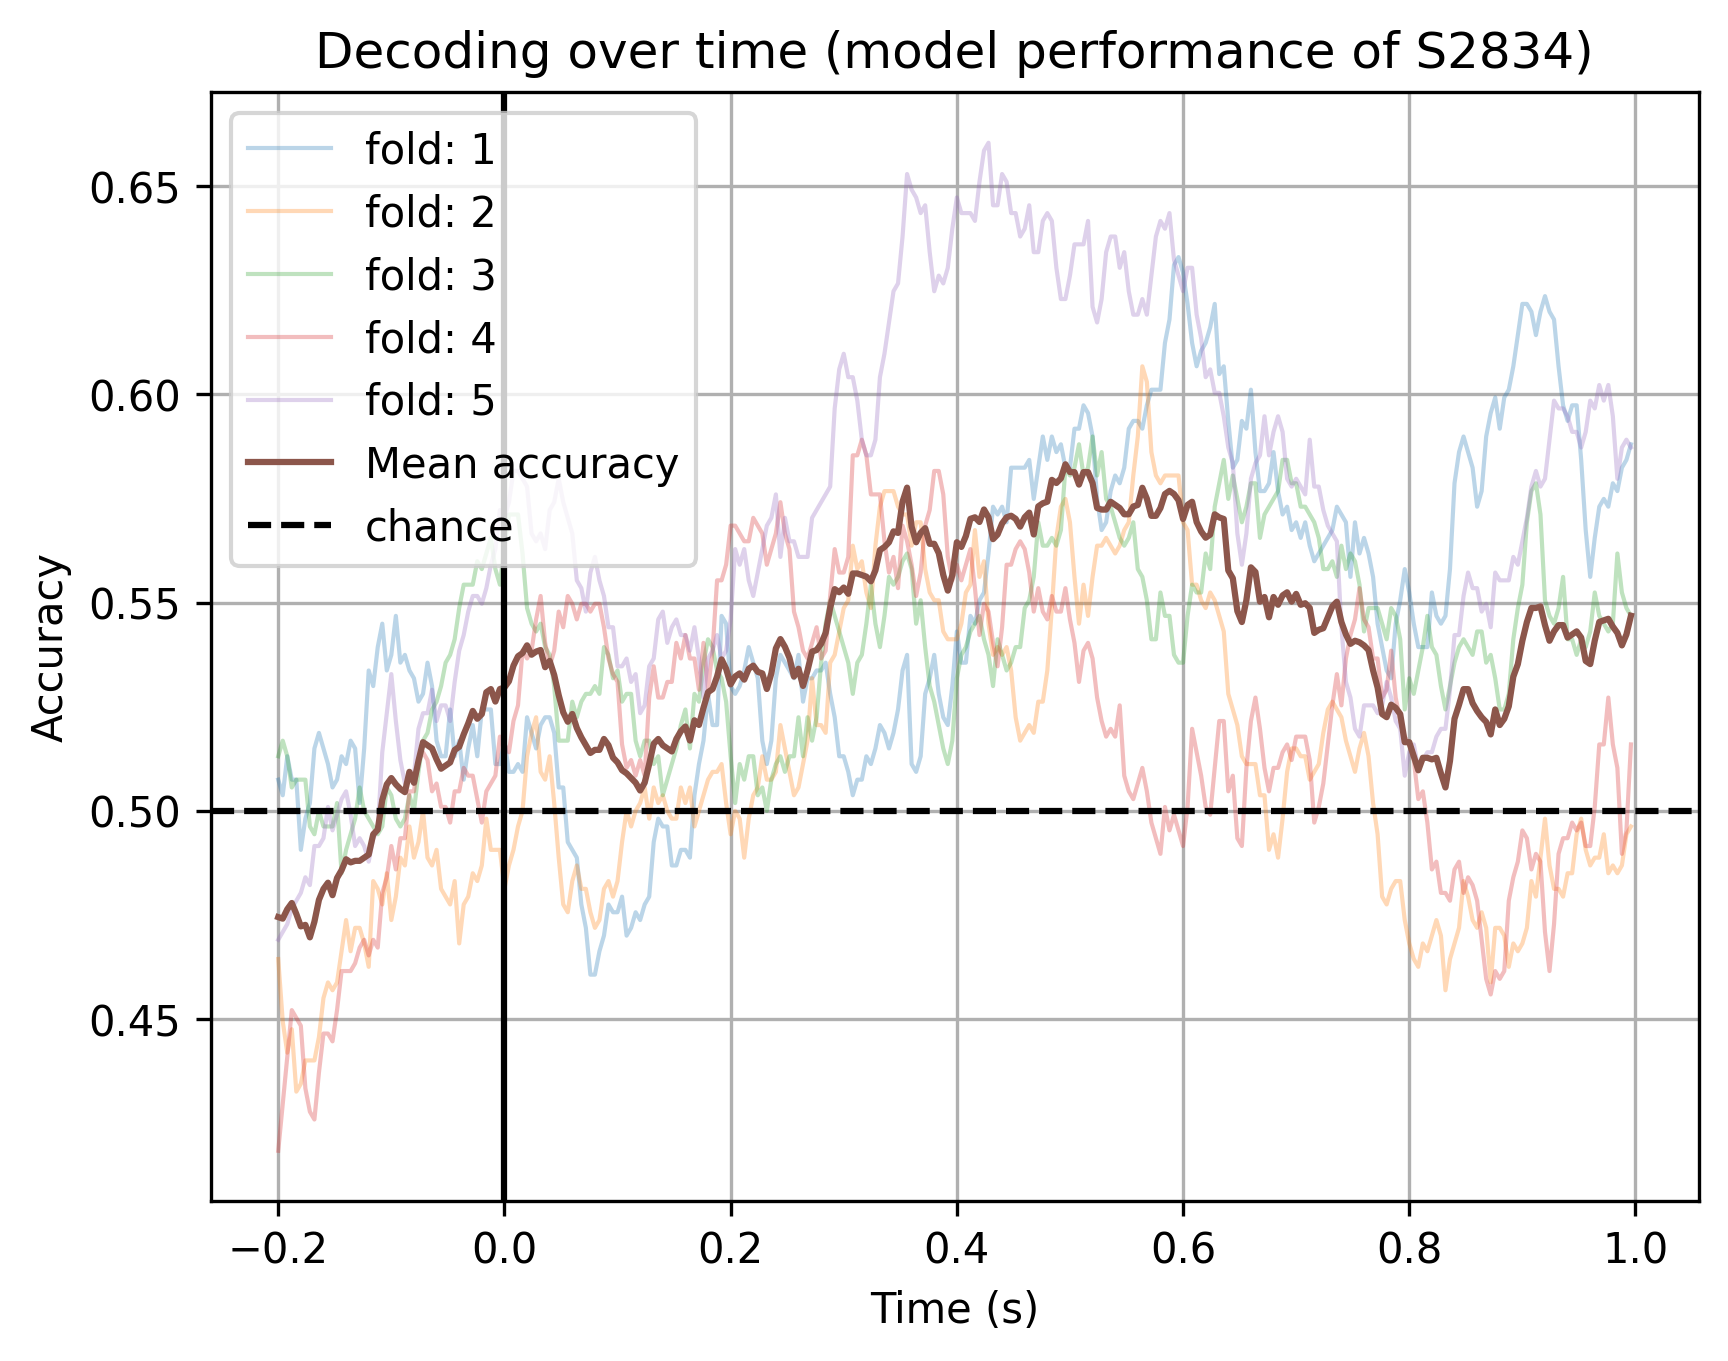 Decoding over time (model performance of S2834)
fold: 1
fold: 2
fold: 3
fold: 4
fold: 5
Mean accuracy
chance
Accuracy
0.65
0.60
0.55
0.50
0.45
−0.2 0.0 0.2 0.4 0.6 0.8 1.0
Time (s)